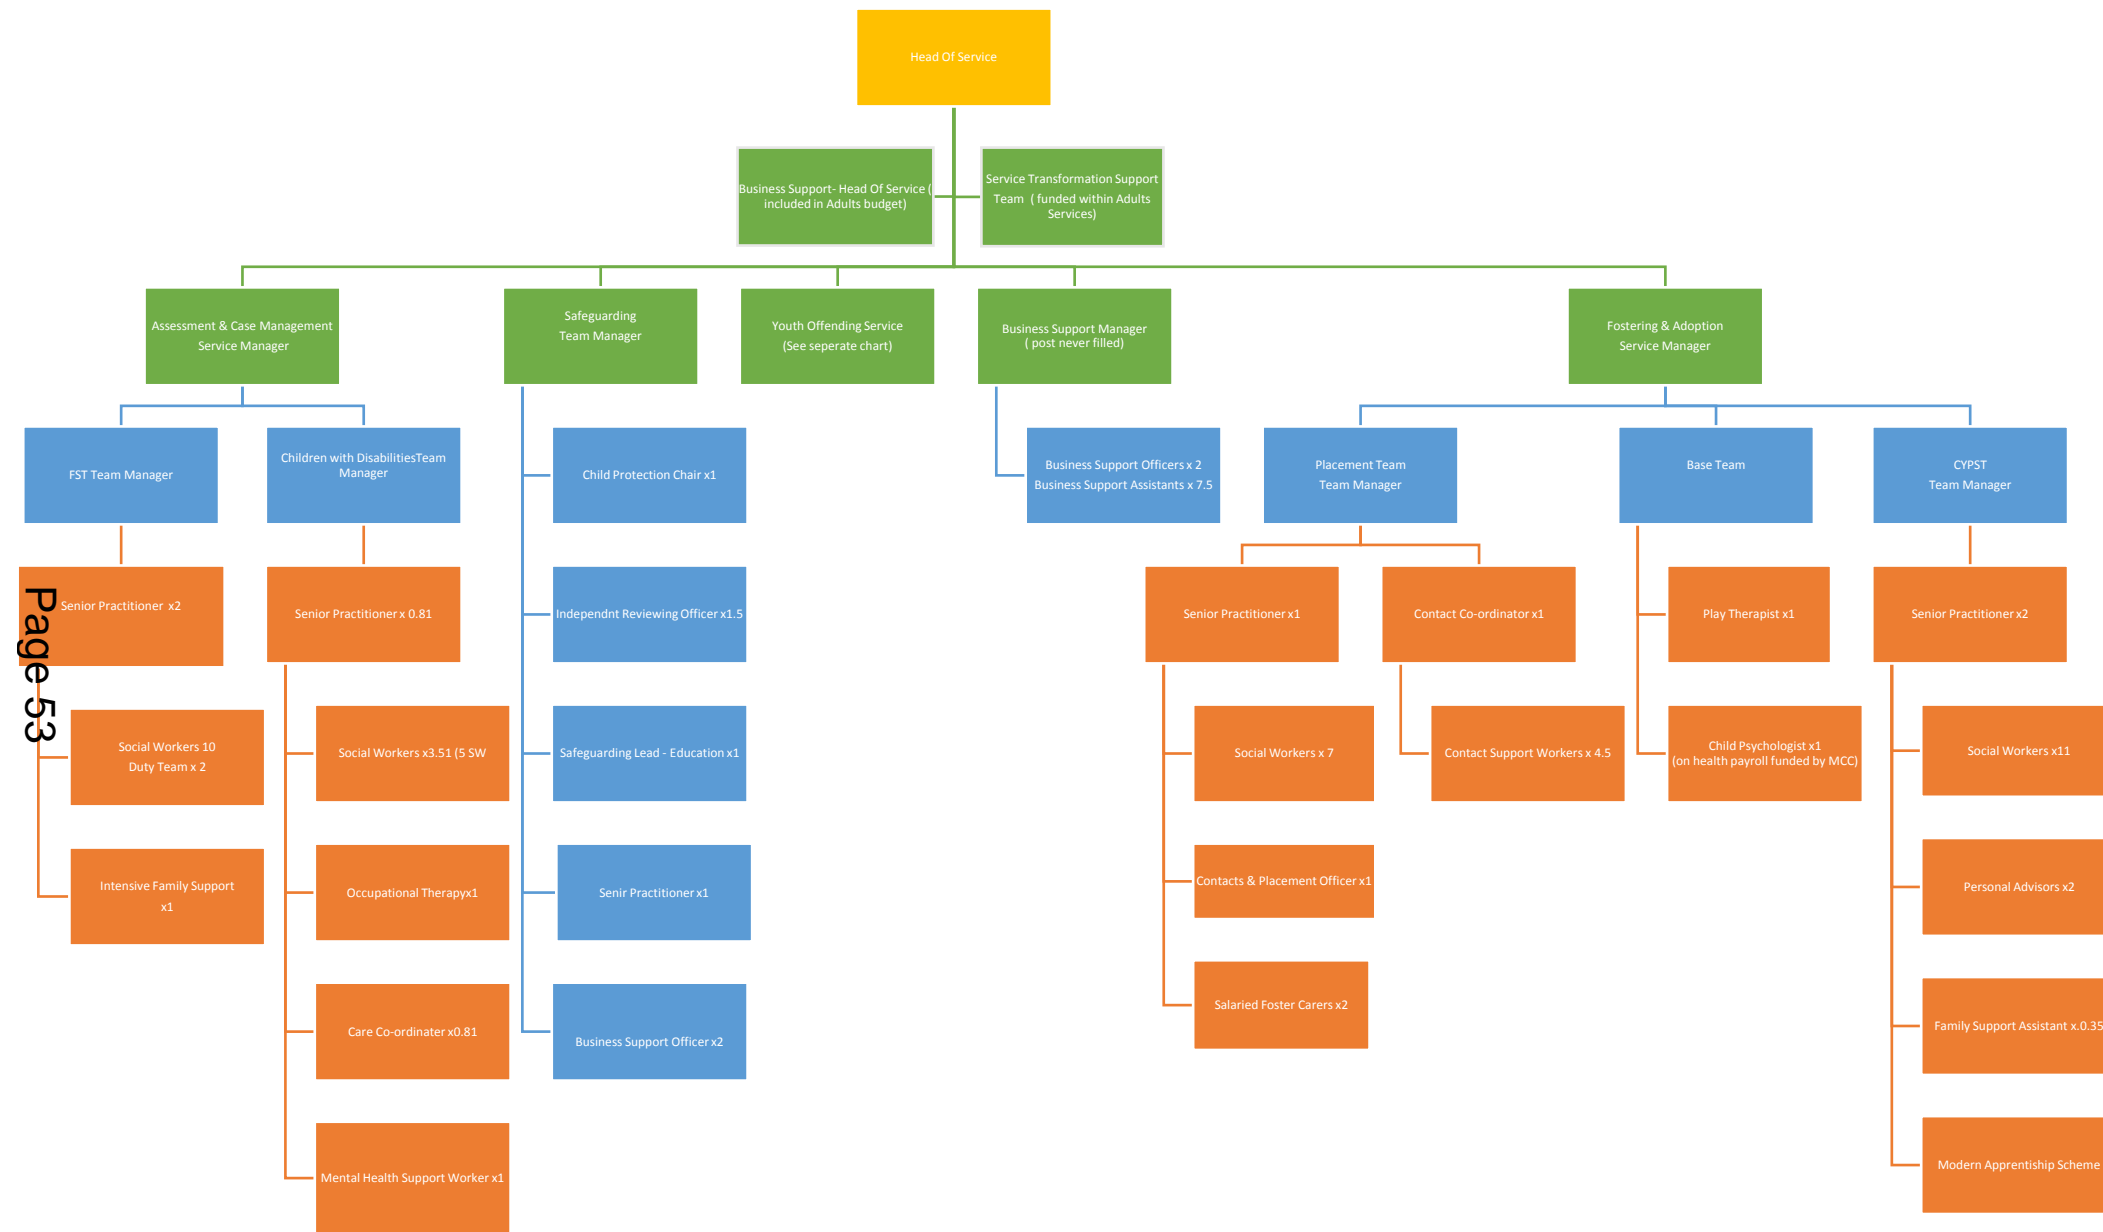 Head Of Service
Business Support- Head Of Service (
included in Adults budget)
Service Transformation Support
Team ( funded within Adults
Services)
Assessment & Case Management
Service Manager
Safeguarding
Team Manager
Youth Offending Service
(See seperate chart)
Business Support Manager
( post never filled)
Fostering & Adoption
Service Manager
FST Team Manager
Children with DisabilitiesTeam
Manager
Child Protection Chair x1
Business Support Officers x 2
Business Support Assistants x 7.5
Placement Team
Team Manager
Base Team
CYPST
Team Manager
Senior Practitioner x2
Senior Practitioner x 0.81
Independnt Reviewing Officer x1.5
Senior Practitioner x1
Contact Co-ordinator x1
Play Therapist x1
Senior Practitioner x2
Page 53
Social Workers 10
Duty Team x 2
Social Workers x3.51 (5 SW
Safeguarding Lead - Education x1
Social Workers x 7
Contact Support Workers x 4.5
Child Psychologist x1
(on health payroll funded by MCC)
Social Workers x11
Intensive Family Support
x1
Occupational Therapyx1
Senir Practitioner x1
Contacts & Placement Officer x1
Personal Advisors x2
Care Co-ordinater x0.81
Business Support Officer x2
Salaried Foster Carers x2
Family Support Assistant x.0.35
Mental Health Support Worker x1
Modern Apprentiship Scheme